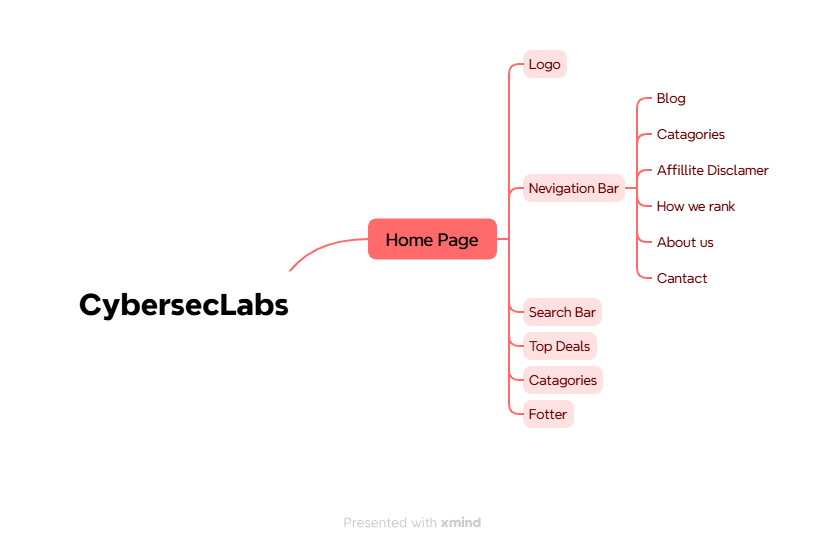 CybersecLabs
Home Page
Logo
Nevigation Bar
Blog
Catagories
Affillite Disclamer
How we rank
About us
Cantact
Search Bar
Top Deals
Catagories
Fotter
Presented with xmind